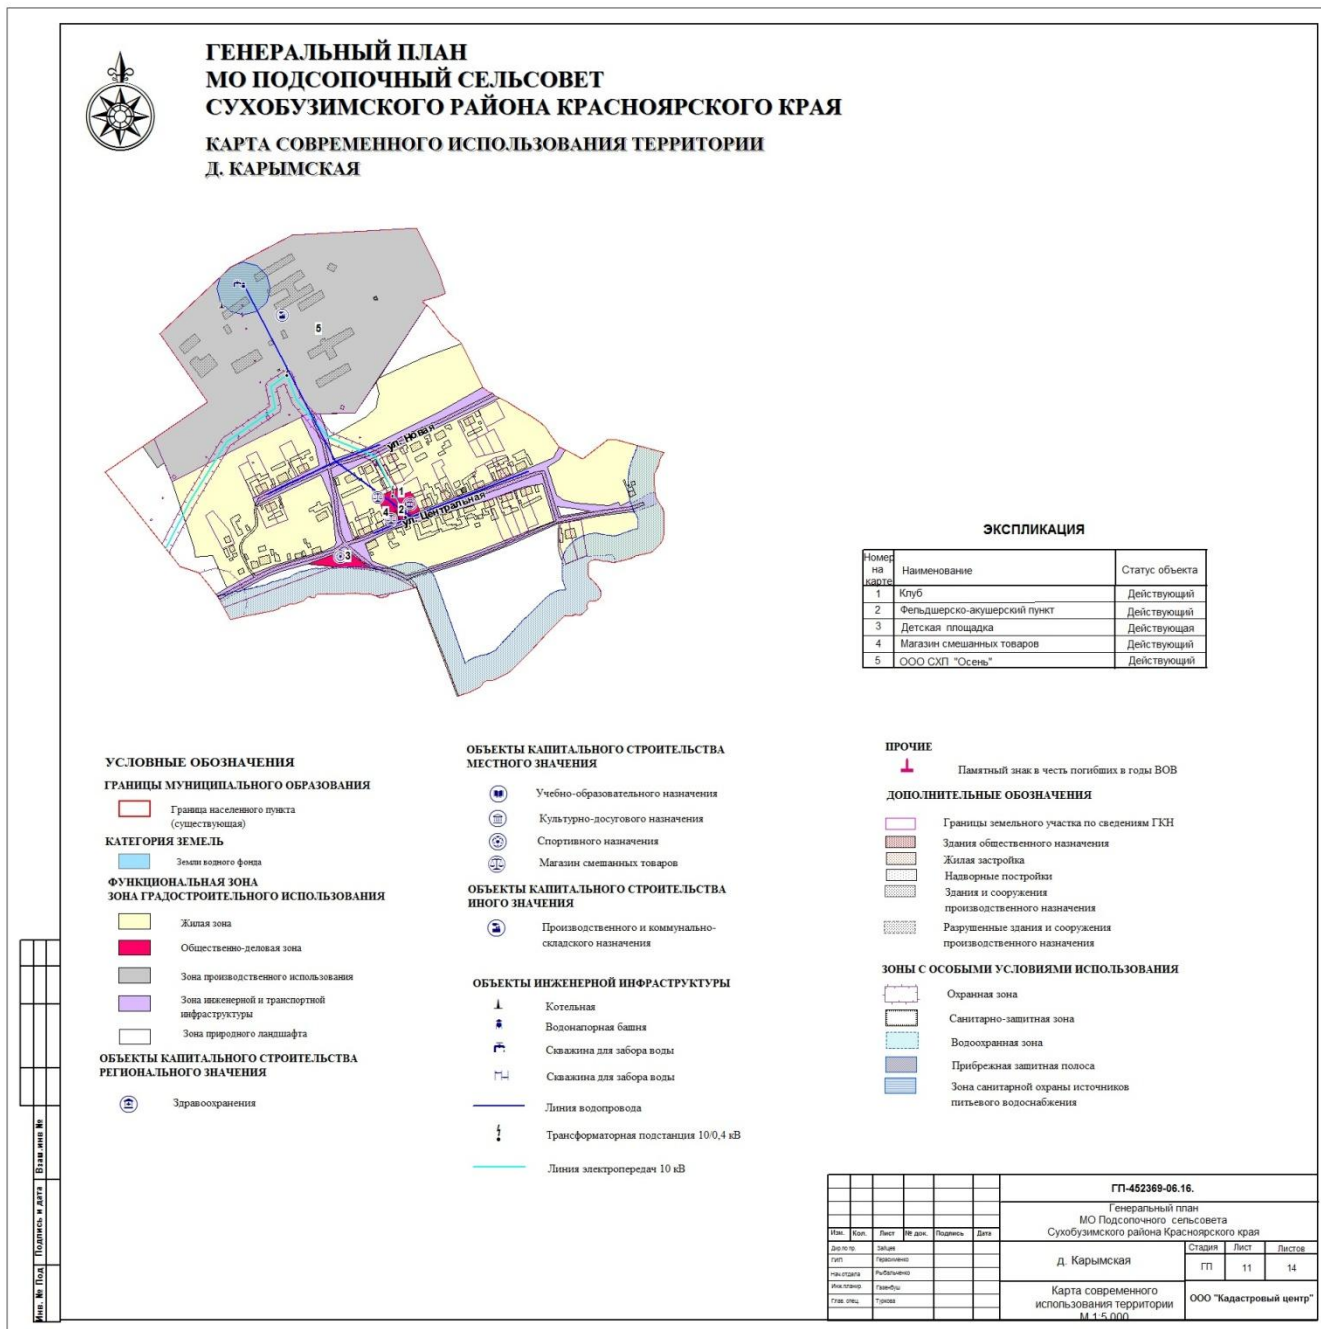 ГЕНЕРАЛЬНЫЙ ПЛАН
МО ПОДСОПОЧНЫЙ СЕЛЬСОВЕТ
СУХОБУЗИМСКОГО РАЙОНА КРАСНОЯРСКОГО КРАЯ
КАРТА СОВРЕМЕННОГО ИСПОЛЬЗОВАНИЯ ТЕРРИТОРИИ
Д. КАРЫМСКАЯ
5
ул. Новая
1
2
4
ул. Центральная
3
ЭКСПЛИКАЦИЯ
Номер на карте Наименование Статус объекта
1 Клуб Действующий
2 Фельдшерско-акушерский пункт Действующий
3 Детская площадка Действующая
4 Магазин смешанных товаров Действующий
5 ООО СХП "Осень" Действующий
УСЛОВНЫЕ ОБОЗНАЧЕНИЯ
ГРАНИЦЫ МУНИЦИПАЛЬНОГО ОБРАЗОВАНИЯ
Граница населенного пункта
(существующая)
КАТЕГОРИЯ ЗЕМЕЛЬ
Земли водного фонда
ФУНКЦИОНАЛЬНАЯ ЗОНА
ЗОНА ГРАДОСТРОИТЕЛЬНОГО ИСПОЛЬЗОВАНИЯ
Жилая зона
Общественно-деловая зона
Зона производственного использования
Зона инженерной и транспортной
инфраструктуры
Зона природного ландшафта
ОБЪЕКТЫ КАПИТАЛЬНОГО СТРОИТЕЛЬСТВА
РЕГИОНАЛЬНОГО ЗНАЧЕНИЯ
Здравоохранения
ОБЪЕКТЫ КАПИТАЛЬНОГО СТРОИТЕЛЬСТВА
МЕСТНОГО ЗНАЧЕНИЯ
Учебно-образовательного назначения
Культурно-досугового назначения
Спортивного назначения
Магазин смешанных товаров
ОБЪЕКТЫ КАПИТАЛЬНОГО СТРОИТЕЛЬСТВА
ИНОГО ЗНАЧЕНИЯ
Производственного и коммунально-
складского назначения
ОБЪЕКТЫ ИНЖЕНЕРНОЙ ИНФРАСТРУКТУРЫ
Котельная
Водонапорная башня
Скважина для забора воды
Скважина для забора воды
Линия водопровода
Трансформаторная подстанция 10/0,4 кВ
Линия электропередач 10 кВ
ПРОЧИЕ
Памятный знак в честь погибших в годы ВОВ
ДОПОЛНИТЕЛЬНЫЕ ОБОЗНАЧЕНИЯ
Границы земельного участка по сведениям ГКН
Здания общественного назначения
Жилая застройка
Надворные постройки
Здания и сооружения
производственного назначения
Разрушенные здания и сооружения
производственного назначения
ЗОНЫ С ОСОБЫМИ УСЛОВИЯМИ ИСПОЛЬЗОВАНИЯ
Охранная зона
Санитарно-защитная зона
Водоохранная зона
Прибрежная защитная полоса
Зона санитарной охраны источников
питьевого водоснабжения
Взам.инв №
Подпись и дата
Инв. № Под
ГП-452369-06.16.
Генеральный план
МО Подсопочного сельсовета
Сухобузимского района Красноярского края
Изм. Кол. Лист № док. Подпись Дата
Зайцев
ГИП
Нач.отдела Рыбальченко
Глав. спец. Туркова
д. Карымская
Стадия Лист Листов
ГП 11 14
Карта современного
использования территории
М 1:5 000
ООО "Кадастровый центр"